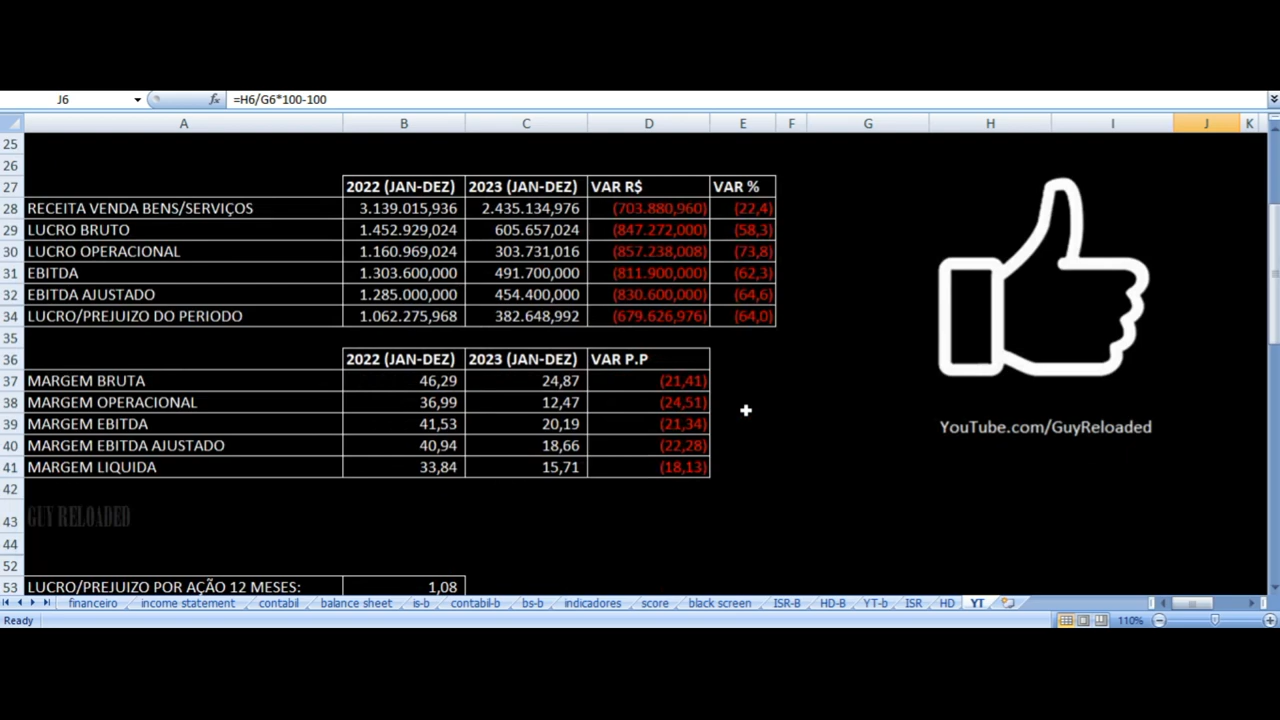 J6 fx =H6/G6*100-100
A B C D E F G H I J K
25
26
27 2022 (JAN-DEZ) 2023 (JAN-DEZ) VAR R$ VAR %
28 RECEITA VENDA BENS/SERVIÇOS 3.139.015,936 2.435.134,976 (703.880,960) (22,4)
29 LUCRO BRUTO 1.452.929,024 605.657,024 (847.272,000) (58,3)
30 LUCRO OPERACIONAL 1.160.969,024 303.731,016 (857.238,008) (73,8)
31 EBITDA 1.303.600,000 491.700,000 (811.900,000) (62,3)
32 EBITDA AJUSTADO 1.285.000,000 454.400,000 (830.600,000) (64,6)
34 LUCRO/PREJUIZO DO PERIODO 1.062.275,968 382.648,992 (679.626,976) (64,0)
35
36 2022 (JAN-DEZ) 2023 (JAN-DEZ) VAR P.P
37 MARGEM BRUTA 46,29 24,87 (21,41)
38 MARGEM OPERACIONAL 36,99 12,47 (24,51)
39 MARGEM EBITDA 41,53 20,19 (21,34)
40 MARGEM EBITDA AJUSTADO 40,94 18,66 (22,28)
41 MARGEM LIQUIDA 33,84 15,71 (18,13)
YouTube.com/GuyReloaded
42
43 GUY RELOADED
44
52
53 LUCRO/PREJUIZO POR AÇÃO 12 MESES: 1,08
financeiro income statement contabil balance sheet is-b contabil-b bs-b indicadores score black screen ISR-B HD-B YT-b ISR HD YT
Ready 110%